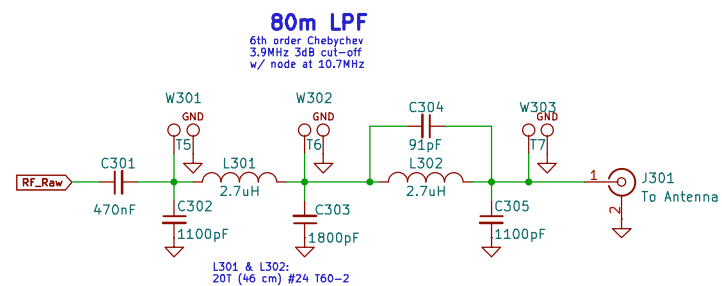 80m LPF
6th order Chebychev
3.9MHz 3dB cut-off
w/ node at 10.7MHz
W301
GND
T5
W302
GND
T6
C304
91pF
W303
GND
T7
RF_Raw
C301
470nF
L301
2.7uH
L302
2.7uH
1
J301
To Antenna
2
C302
1100pF
C303
1800pF
C305
1100pF
L301 & L302:
20T (46 cm) #24 T60-2